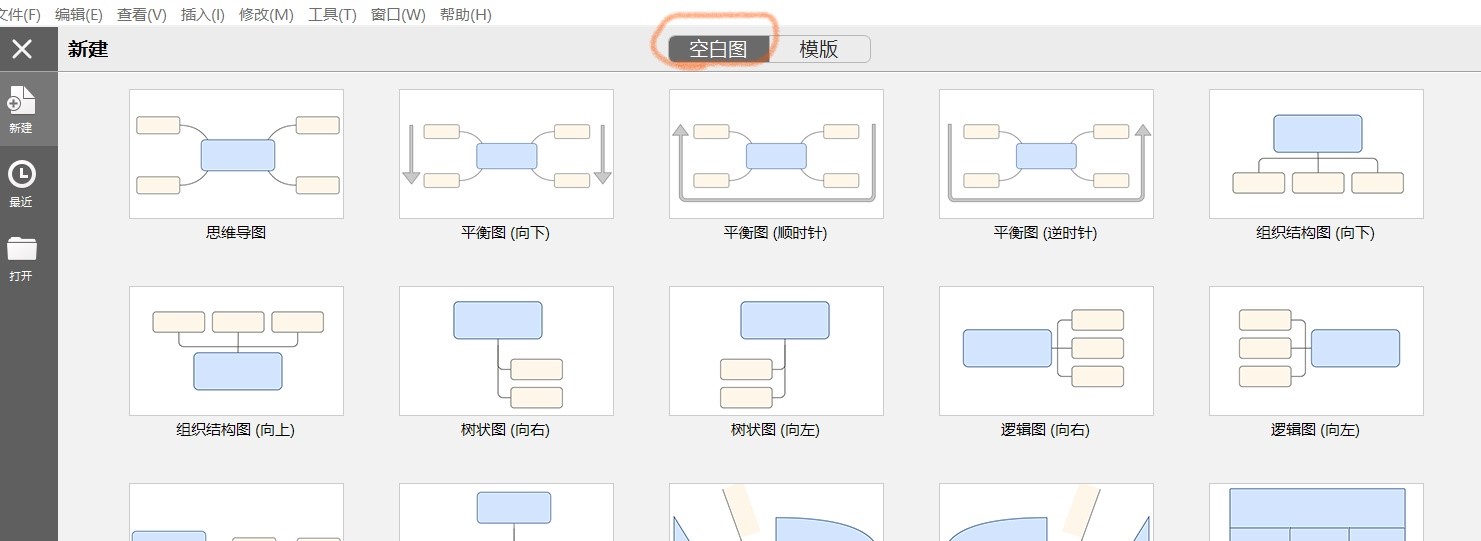 文件(F) 编辑(E) 查看(V) 插入(I) 修改(M) 工具(T) 窗口(W) 帮助(H)
新建 空白图 模版
新建
最近
打开
思维导图 平衡图 (向下) 平衡图 (顺时针) 平衡图 (逆时针) 组织结构图 (向下)
组织结构图 (向上) 树状图 (向右) 树状图 (向左) 逻辑图 (向右) 逻辑图 (向左)